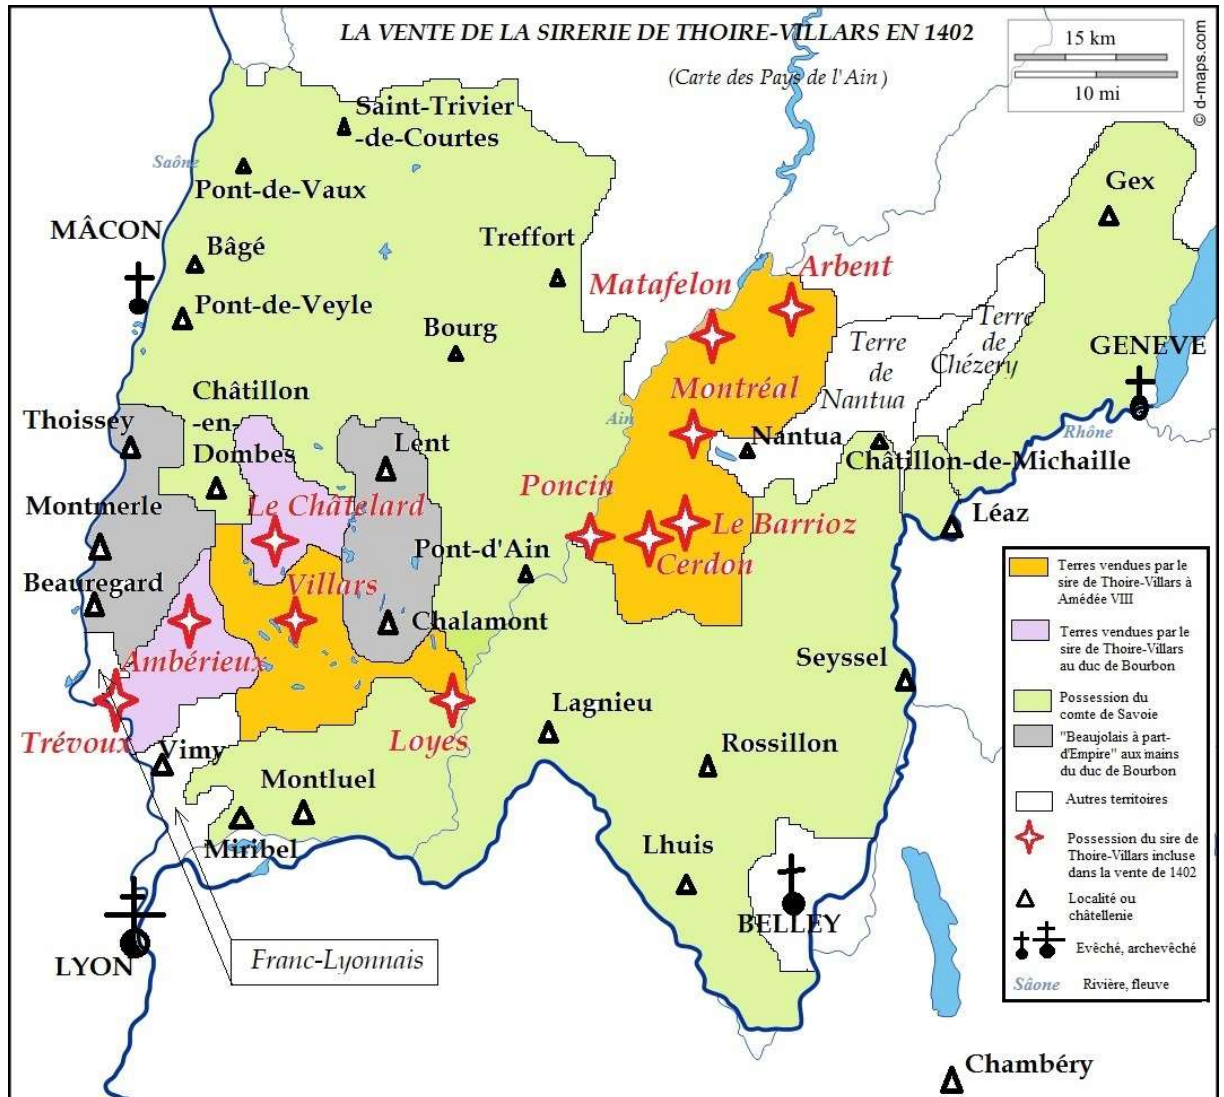 LA VENTE DE LA SIRERIE DE THOIRE-VILLARS EN 1402
(Carte des Pays de l'Ain )
15 km
10 mi
© d-maps.com
Saint-Trivier
-de-Courtes
Saône
Pont-de-Vaux
Gex
MÂCON
Bâgé
Treffort
Arbent
Matafelon
Pont-de-Veyle
Bourg
Terre
de
Nantua
Terre
de
Chézery
GENEVE
Châtillon
-en-
Dombes
Montréal
Ain
Rhône
Thoissey
Lent
Nantua
Châtillon-de-Michaille
Montmerle
Le Châtelard
Poncin
Le Barrioz
Léaz
Cerdon
Pont-d'Ain
Beauregard
Villars
Chalamont
Ambérieux
Seyssel
Trévoux
Vimy
Loyes
Lagnieu
Rossillon
Montluel
Miribel
Lhuis
BELLEY
LYON
Franc-Lyonnais
Chambéry
Terres vendues par le
sire de Thoire-Villars à
Amédée VIII
Terres vendues par le
sire de Thoire-Villars
au duc de Bourbon
Possession du
comte de Savoie
"Beaujolais à part-
d'Empire" aux mains
du duc de Bourbon
Autres territoires
Possession du sire de
Thoire-Villars incluse
dans la vente de 1402
Localité ou
châtellenie
Evêché, archevêché
Sâone
Rivière, fleuve